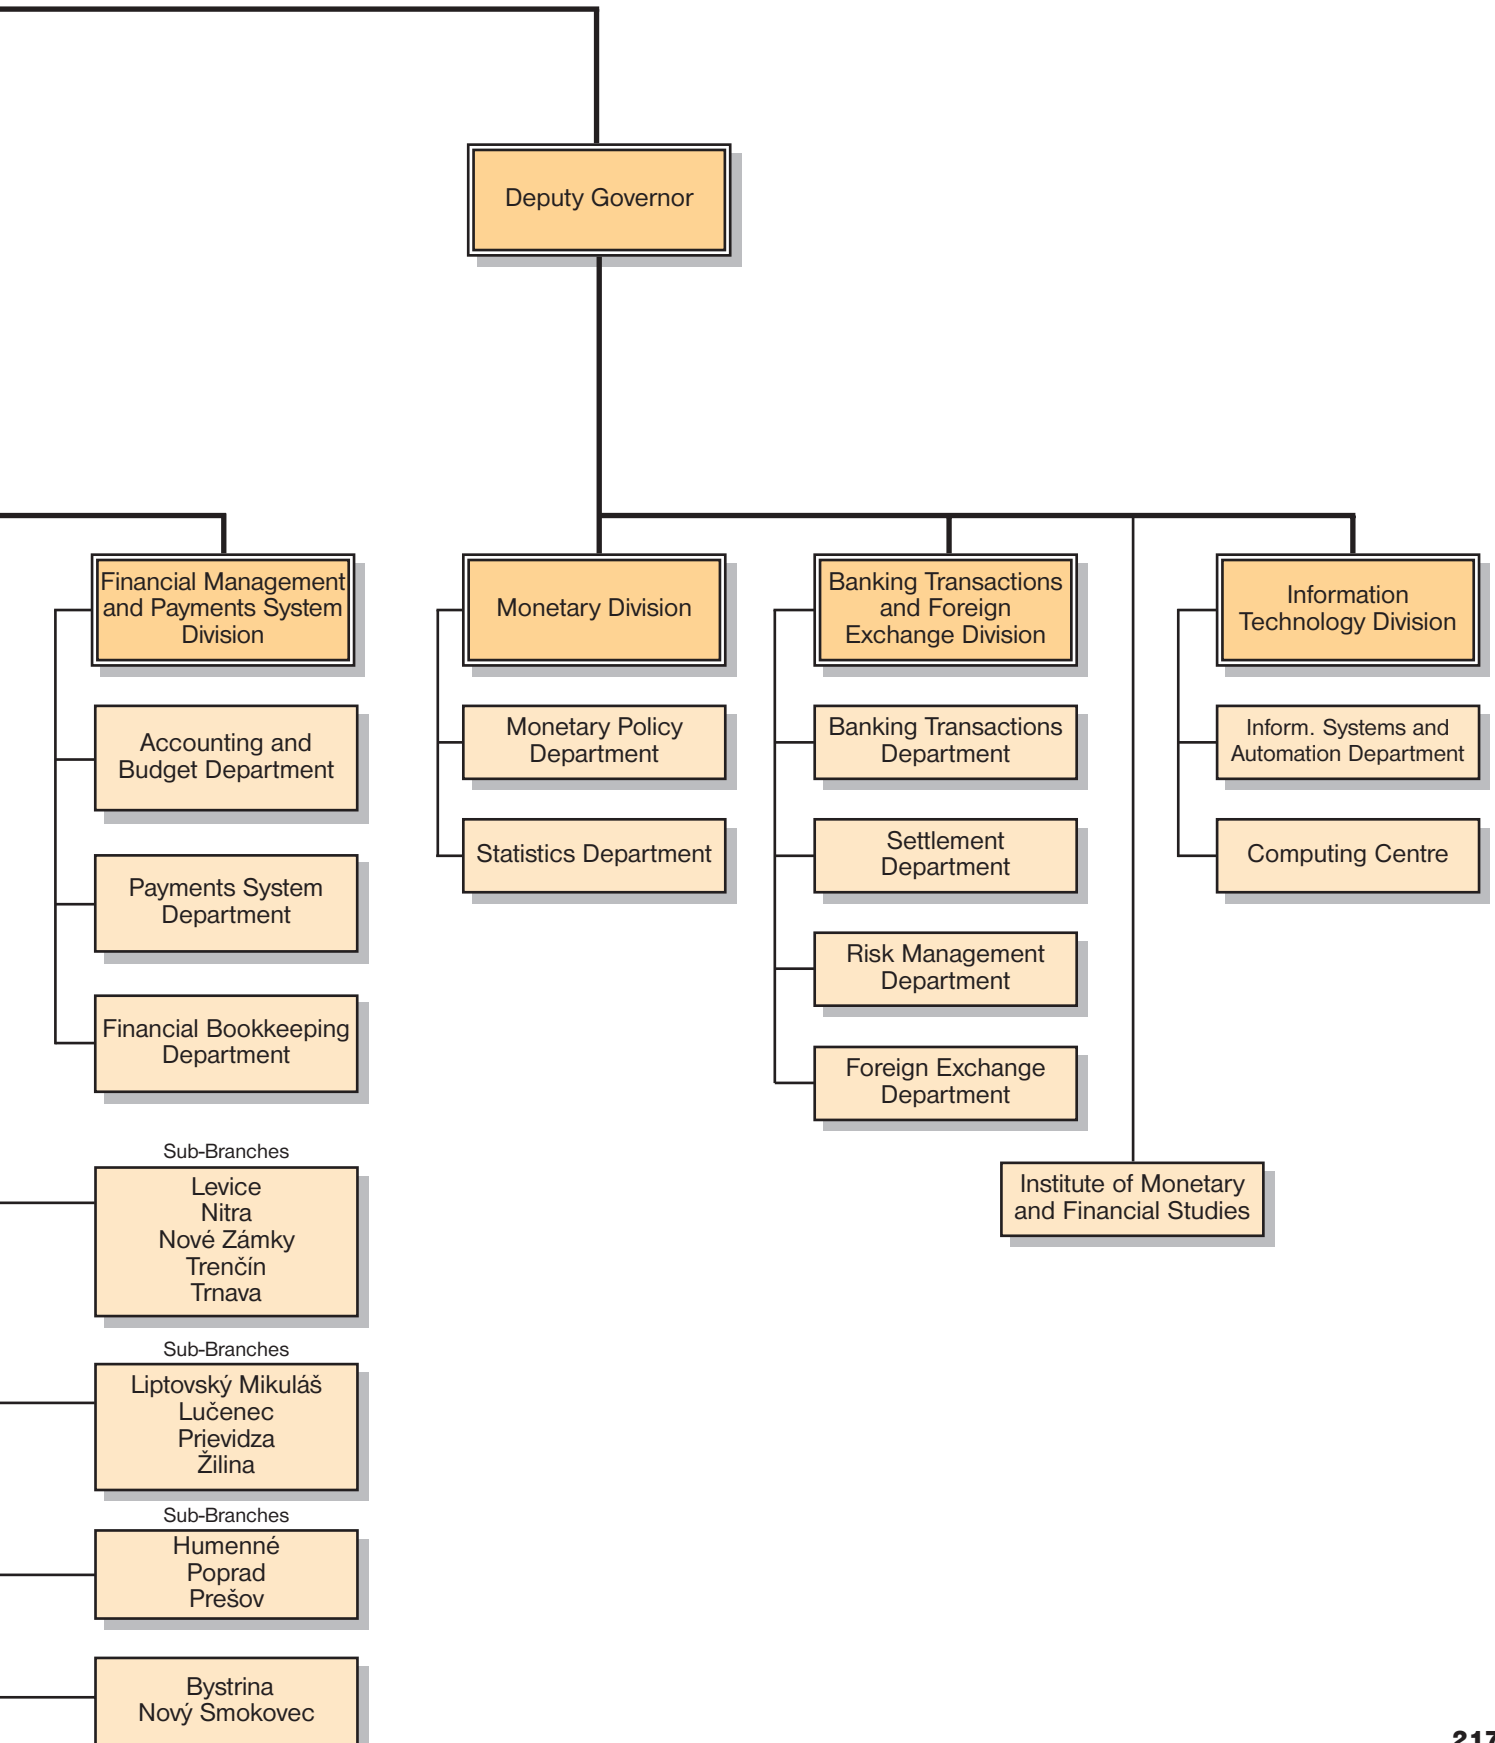 Deputy Governor
Financial Management
and Payments System
Division
Monetary Division
Banking Transactions
and Foreign
Exchange Division
Information
Technology Division
Accounting and
Budget Department
Payments System
Department
Financial Bookkeeping
Department
Monetary Policy
Department
Statistics Department
Banking Transactions
Department
Settlement
Department
Risk Management
Department
Foreign Exchange
Department
Inform. Systems and
Automation Department
Computing Centre
Institute of Monetary
and Financial Studies
Sub-Branches
Levice
Nitra
Nové Zámky
Trenčín
Trnava
Sub-Branches
Liptovský Mikuláš
Lučenec
Prievidza
Žilina
Sub-Branches
Humenné
Poprad
Prešov
Bystrina
Nový Smokovec
217